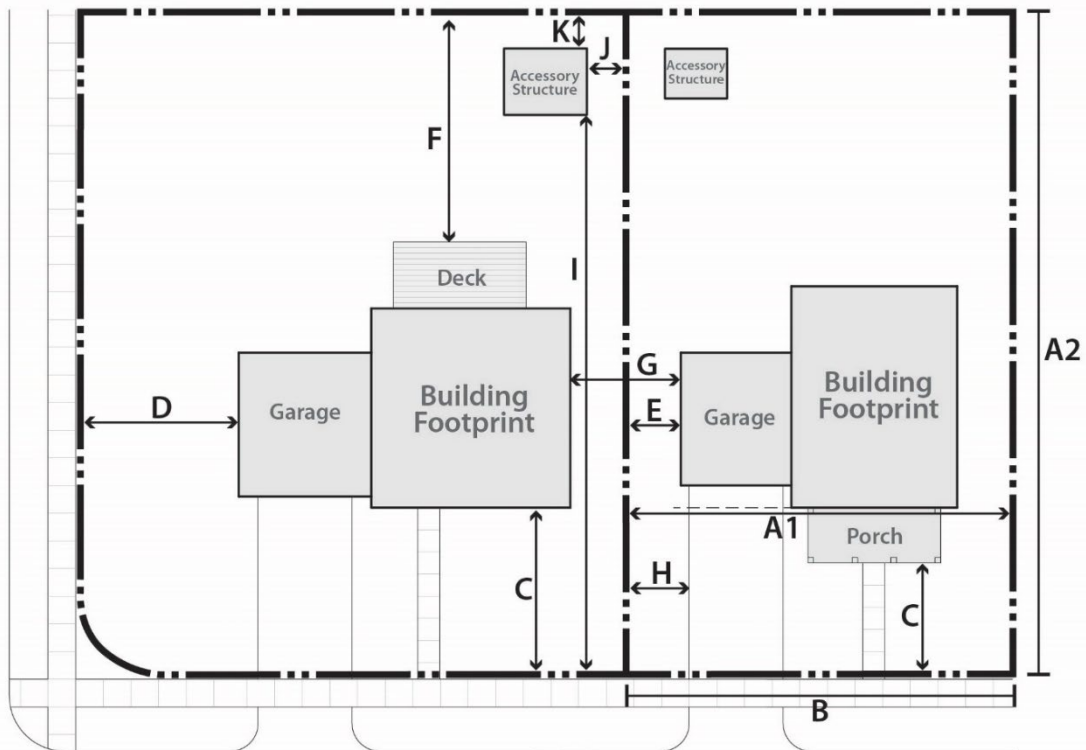 K
J
Accessory
Structure
Accessory
Structure
F
Deck
I
A2
G
Building
Footprint
Building
Footprint
D
Garage
E
Garage
A1
Porch
H
C
C
B